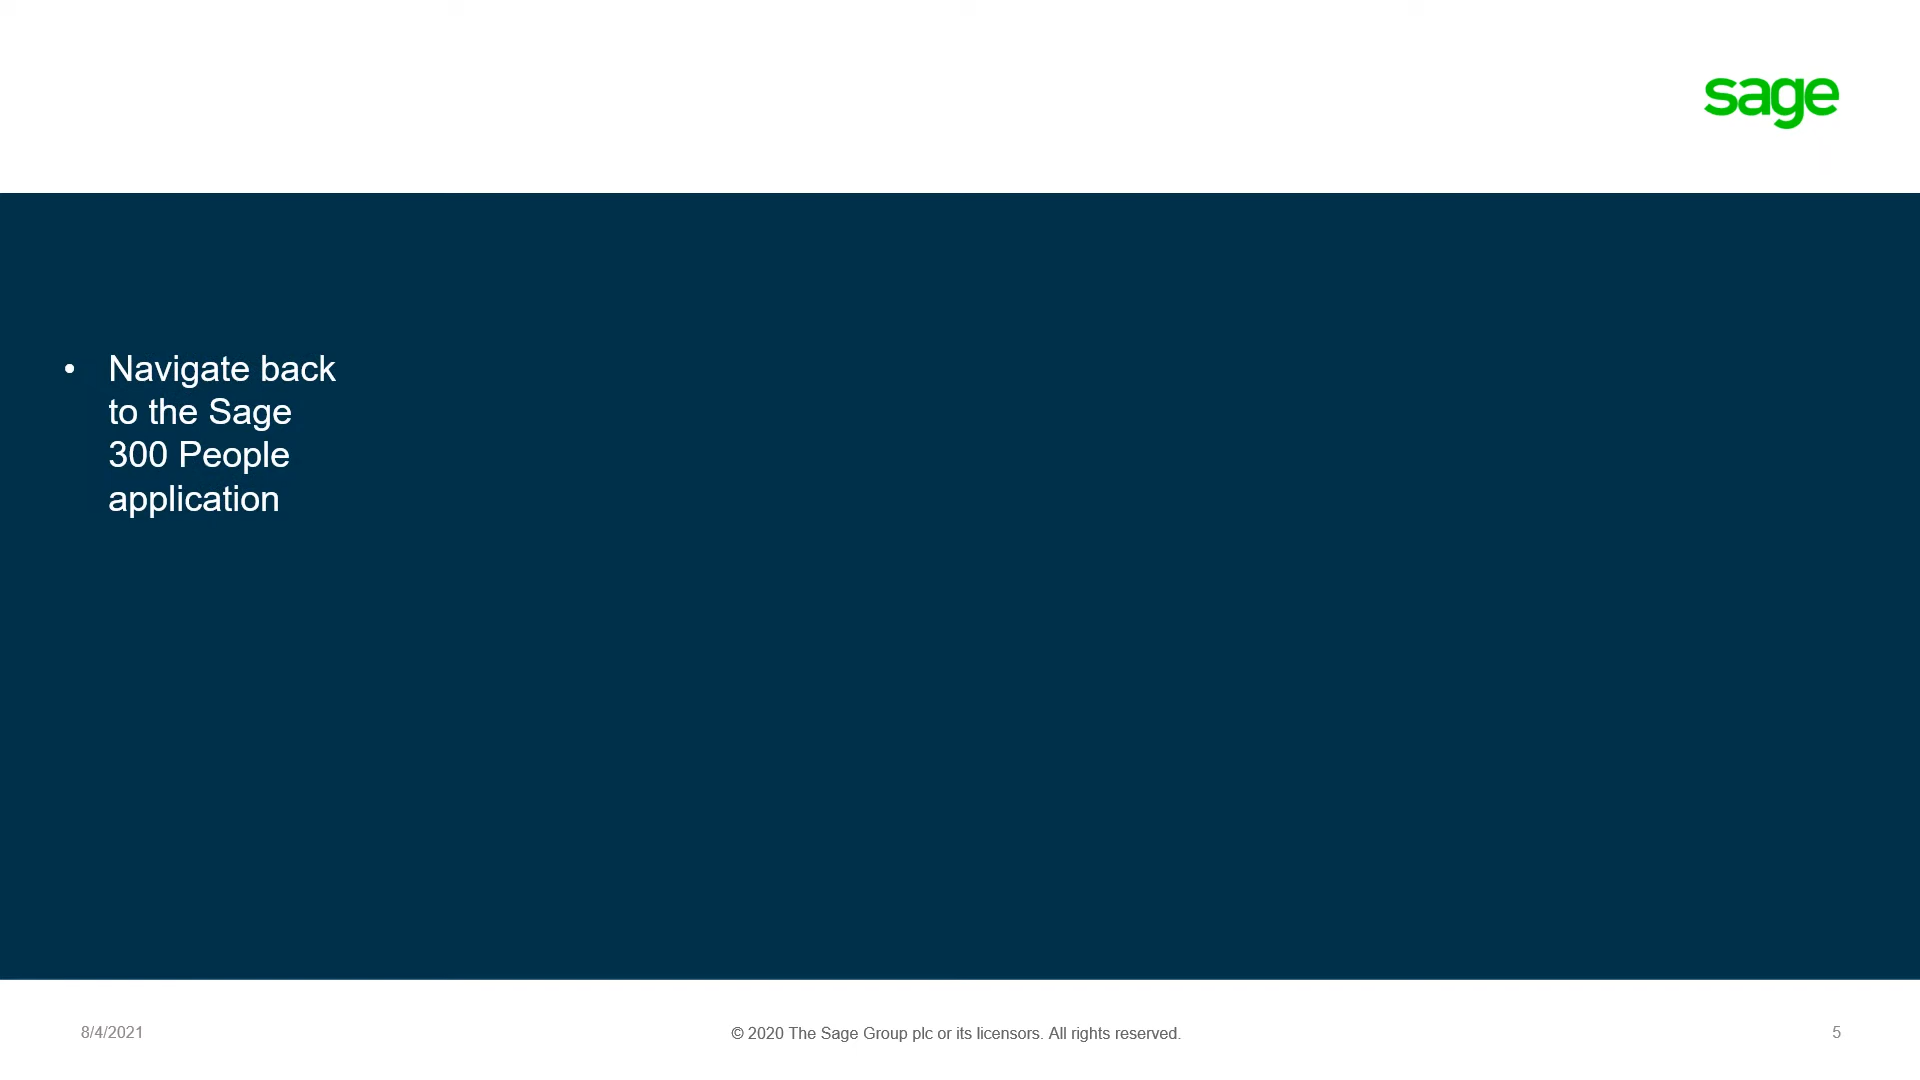 sage
• Navigate back
to the Sage
300 People
application
8/4/2021
© 2020 The Sage Group plc or its licensors. All rights reserved.
5